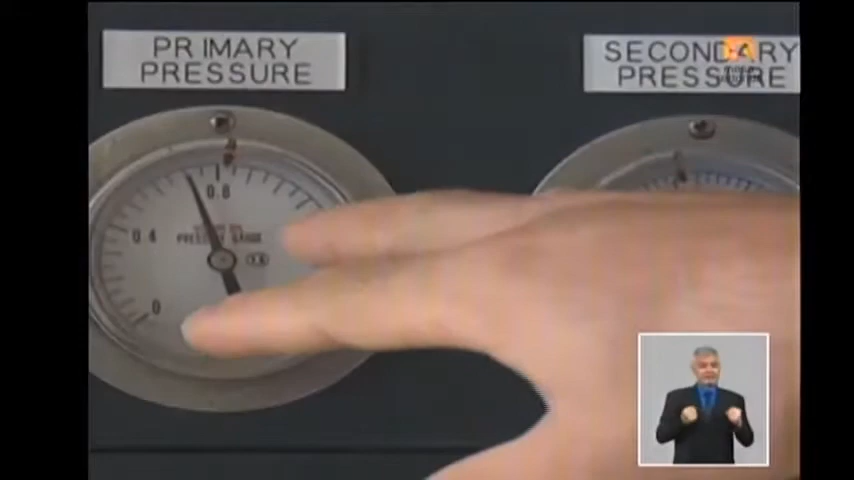 PRIMARY
PRESSURE
SECONDARY
PRESSURE
0.8
0.4
0